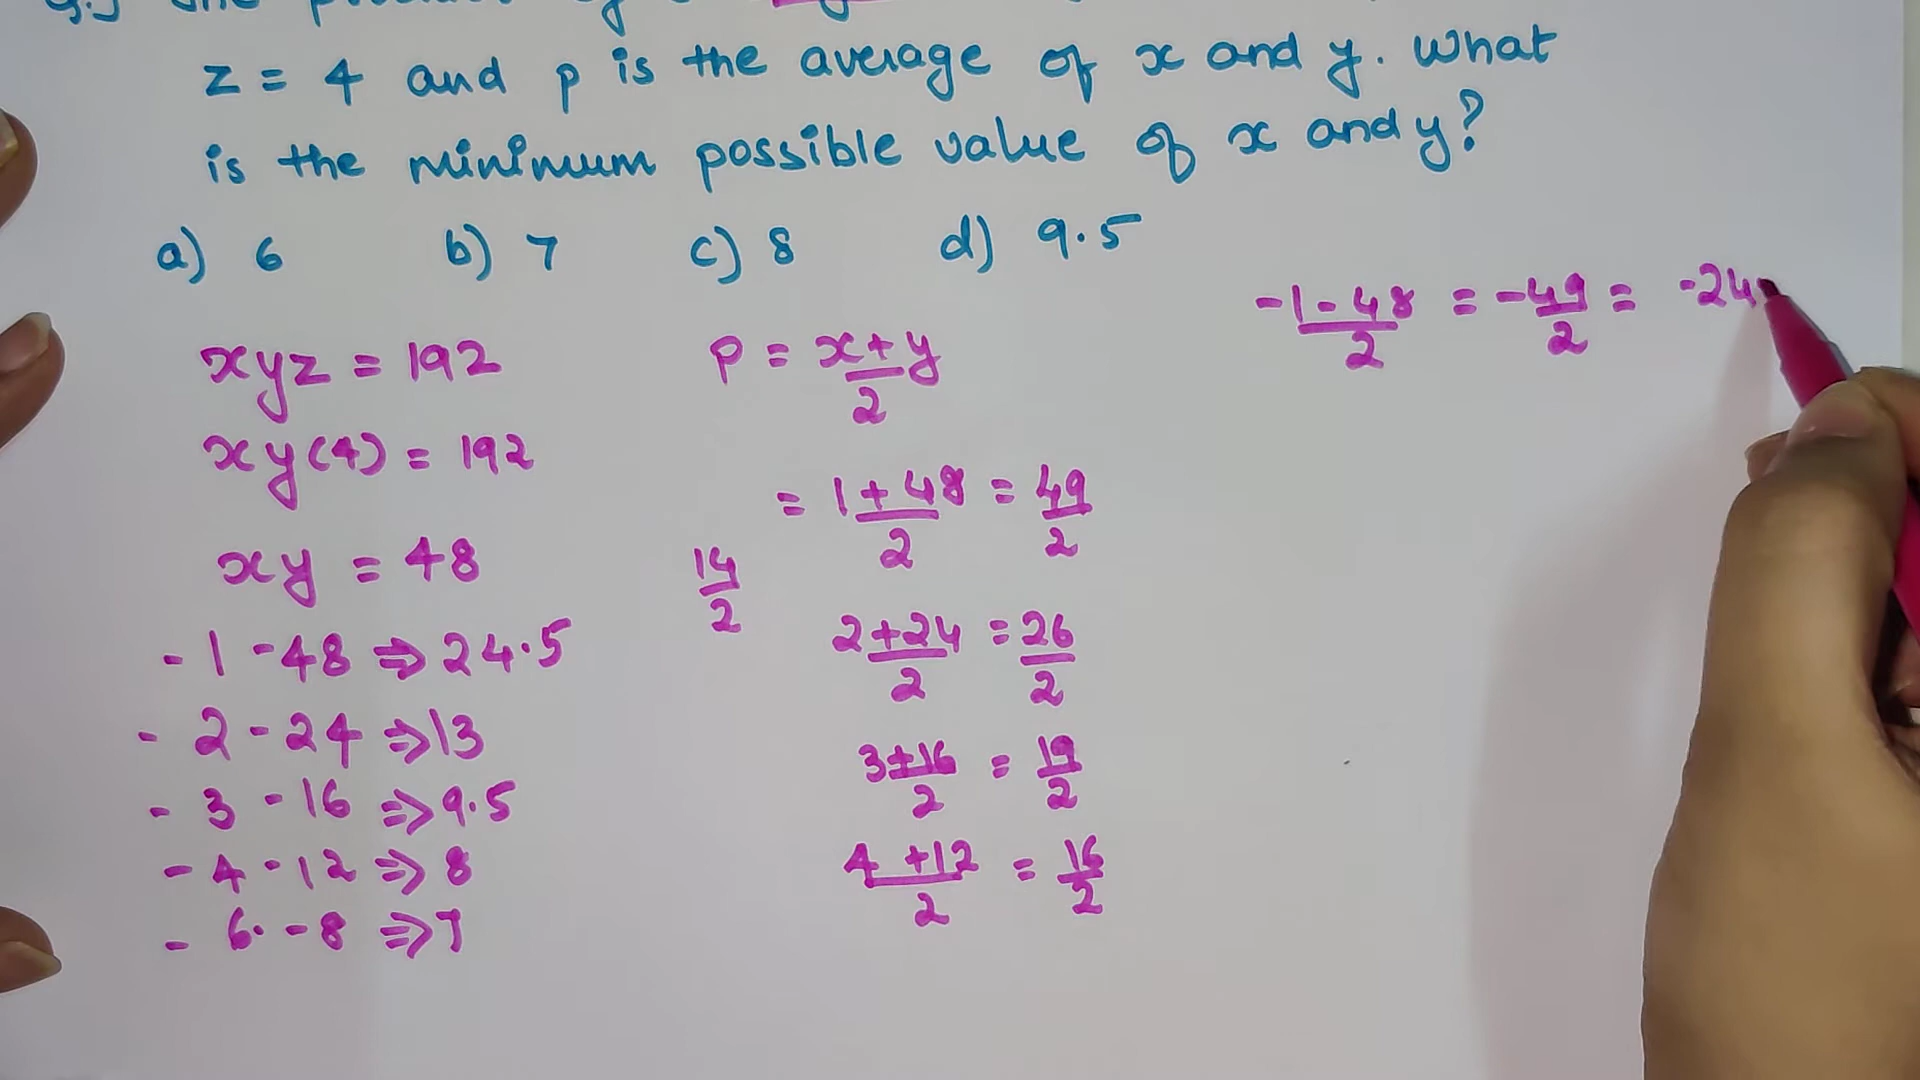 z = 4 and p is the average of x and y. What
is the minimum possible value of x and y?
a) 6 b) 7 c) 8 d) 9.5
-1-48/2 = -49/2 = -24
xyz = 192 p = x+y/2
xy(4) = 192
= 1+48/2 = 49/2
xy = 48
14/2
- 1 -48 ⇒ 24.5
2+24/2 = 26/2
- 2 - 24 ⇒ 13
3+16/2 = 19/2
- 3 - 16 ⇒ 9.5
- 4 - 12 ⇒ 8
4+12/2 = 16/2
- 6. - 8 ⇒ 7